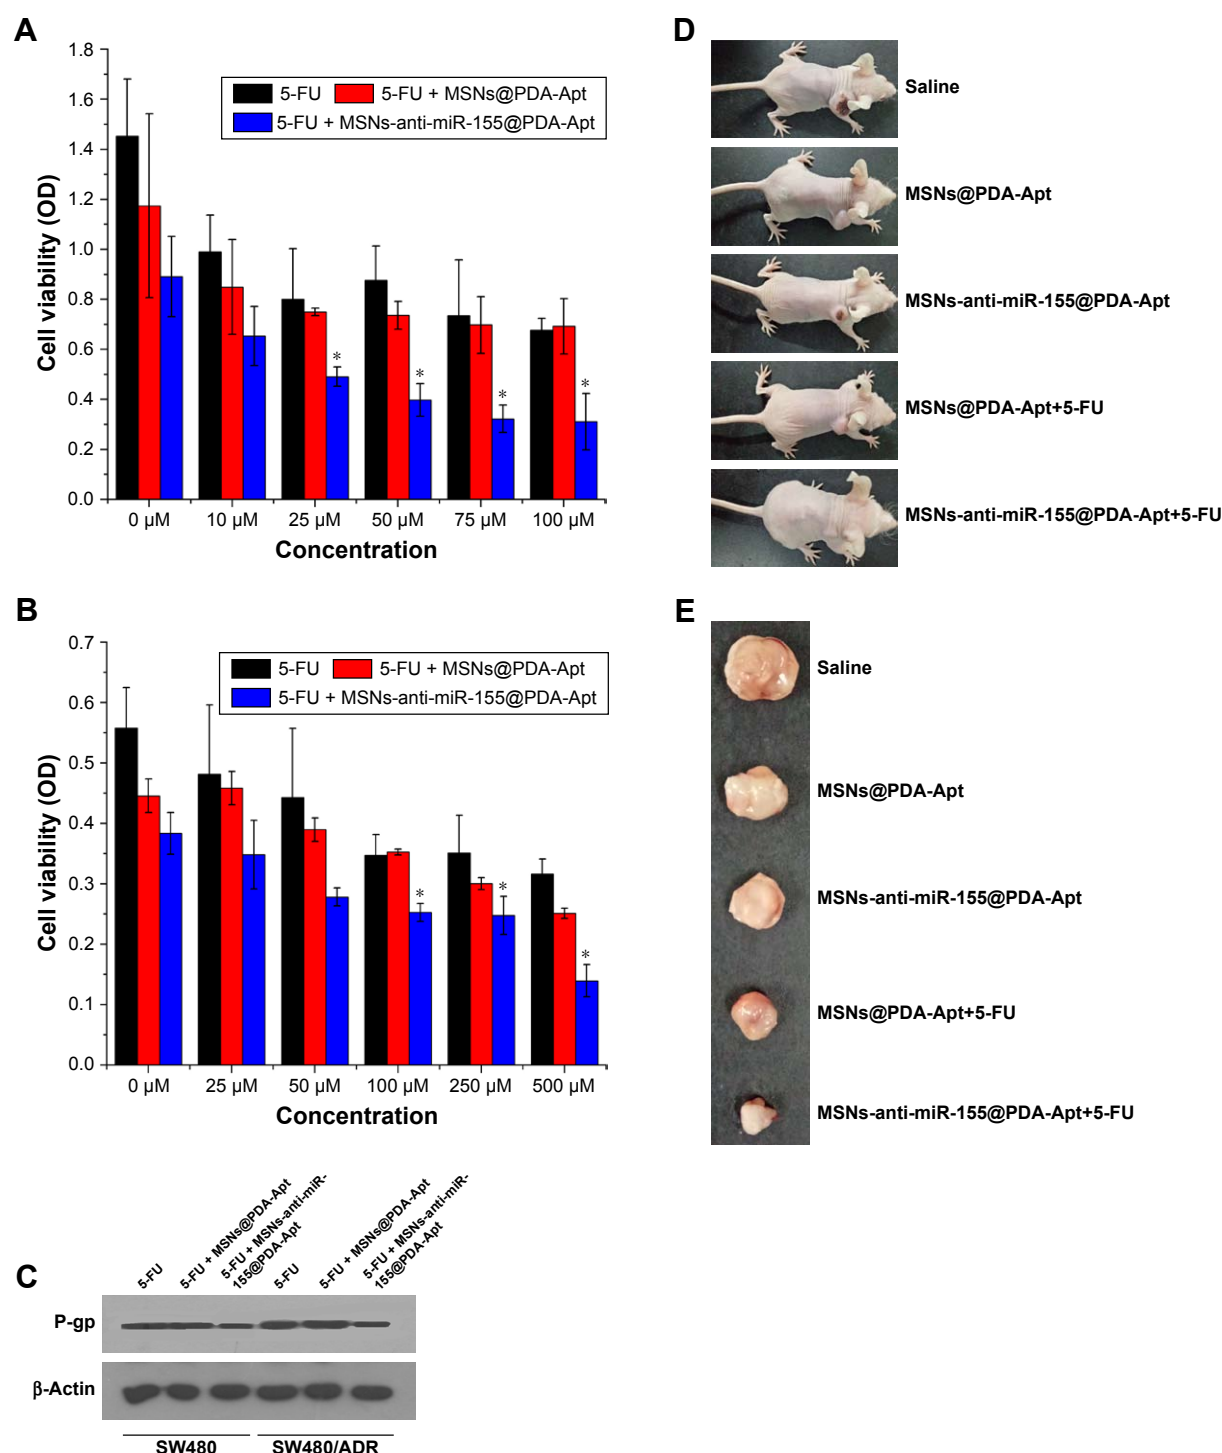 A
Cell viability (OD)
1.8
1.6
1.4
1.2
1.0
0.8
0.6
0.4
0.2
0.0
5-FU
5-FU + MSNs@PDA-Apt
5-FU + MSNs-anti-miR-155@PDA-Apt
* * * *
0 µM 10 µM 25 µM 50 µM 75 µM 100 µM
Concentration
B
Cell viability (OD)
0.7
0.6
0.5
0.4
0.3
0.2
0.1
0.0
5-FU
5-FU + MSNs@PDA-Apt
5-FU + MSNs-anti-miR-155@PDA-Apt
* * *
0 µM 25 µM 50 µM 100 µM 250 µM 500 µM
Concentration
C
5-FU
5-FU + MSNs@PDA-Apt
5-FU + MSNs-anti-miR-
155@PDA-Apt
5-FU
5-FU + MSNs@PDA-Apt
5-FU + MSNs-anti-miR-
155@PDA-Apt
P-gp
β-Actin
SW480 SW480/ADR
D
Saline
MSNs@PDA-Apt
MSNs-anti-miR-155@PDA-Apt
MSNs@PDA-Apt+5-FU
MSNs-anti-miR-155@PDA-Apt+5-FU
E
Saline
MSNs@PDA-Apt
MSNs-anti-miR-155@PDA-Apt
MSNs@PDA-Apt+5-FU
MSNs-anti-miR-155@PDA-Apt+5-FU